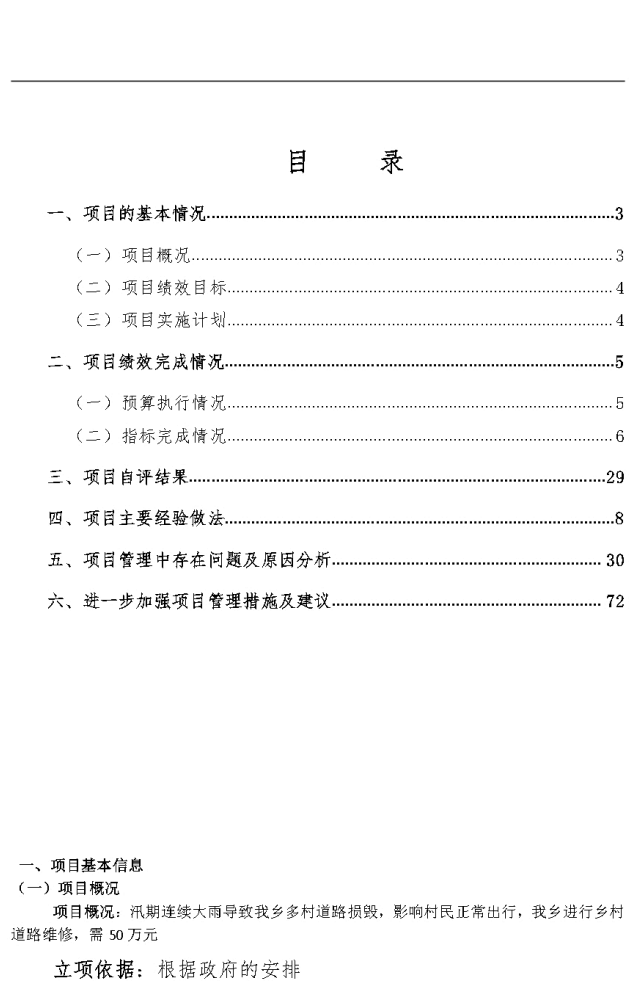 目 录
一、项目的基本情况........................3
（一）项目概况........................3
（二）项目绩效目标........................4
（三）项目实施计划........................4
二、项目绩效完成情况........................5
（一）预算执行情况........................5
（二）指标完成情况........................6
三、项目自评结果........................29
四、项目主要经验做法........................8
五、项目管理中存在问题及原因分析........................30
六、进一步加强项目管理措施及建议........................72
一、项目基本信息
（一）项目概况
项目概况：汛期连续大雨导致我乡多村道路损毁，影响村民正常出行，我乡进行乡村
道路维修，需 50 万元
立项依据：根据政府的安排